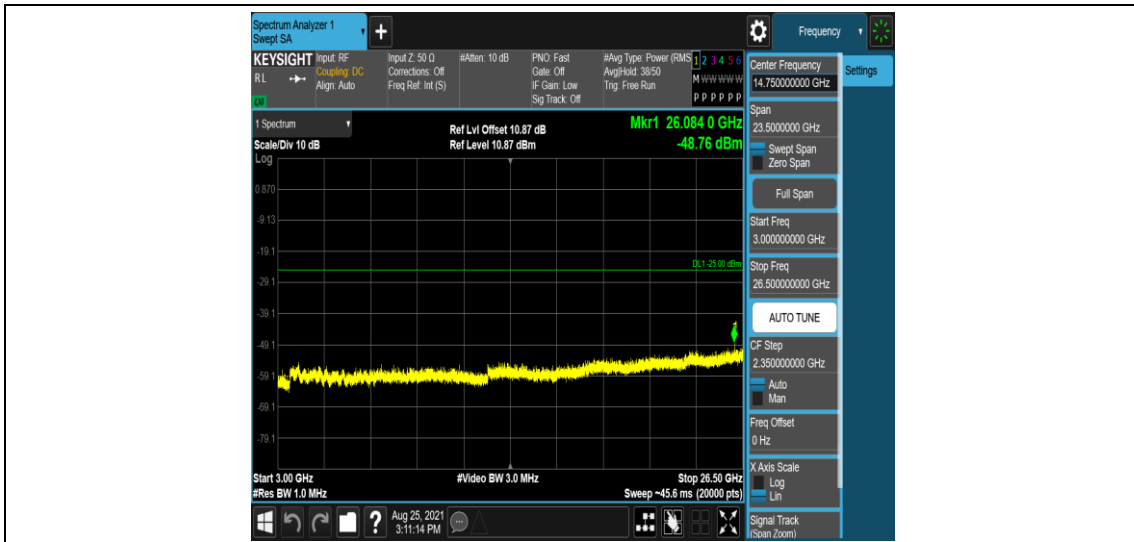 Spectrum Analyzer 1
Swept SA
+
Frequency
KEYSIGHT
RL
LXI
Input: RF
Coupling: DC
Align: Auto
Input Z: 50 Ω
Corrections: Off
Freq Ref: Int (S)
#Atten: 10 dB
PNO: Fast
Gate: Off
IF Gain: Low
Sig Track: Off
#Avg Type: Power (RMS
Avg|Hold: 38/50
Trig: Free Run
1 2 3 4 5 6
M W W W W W
P P P P P P
1 Spectrum
Scale/Div 10 dB
Log
Ref Lvl Offset 10.87 dB
Ref Level 10.87 dBm
Mkr1 26.084 0 GHz
-48.76 dBm
0.870
-9.13
-19.1
DL1 -25.00 dBm
-29.1
-39.1
-49.1
-59.1
-69.1
-79.1
Start 3.00 GHz
#Res BW 1.0 MHz
#Video BW 3.0 MHz
Stop 26.50 GHz
Sweep ~45.6 ms (20000 pts)
Center Frequency
14.750000000 GHz
Settings
Span
23.5000000 GHz
Swept Span
Zero Span
Full Span
Start Freq
3.000000000 GHz
Stop Freq
26.500000000 GHz
AUTO TUNE
CF Step
2.350000000 GHz
Auto
Man
Freq Offset
0 Hz
X Axis Scale
Log
Lin
Signal Track
(Span Zoom)
?
Aug 25, 2021
3:11:14 PM